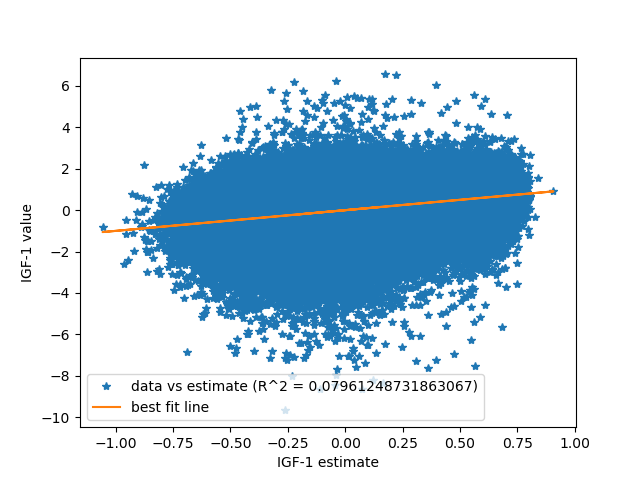 6
4
2
0
−2
−4
−6
−8
−10
IGF-1 value
data vs estimate (R^2 = 0.07961248731863067)
best fit line
−1.00 −0.75 −0.50 −0.25 0.00 0.25 0.50 0.75 1.00
IGF-1 estimate